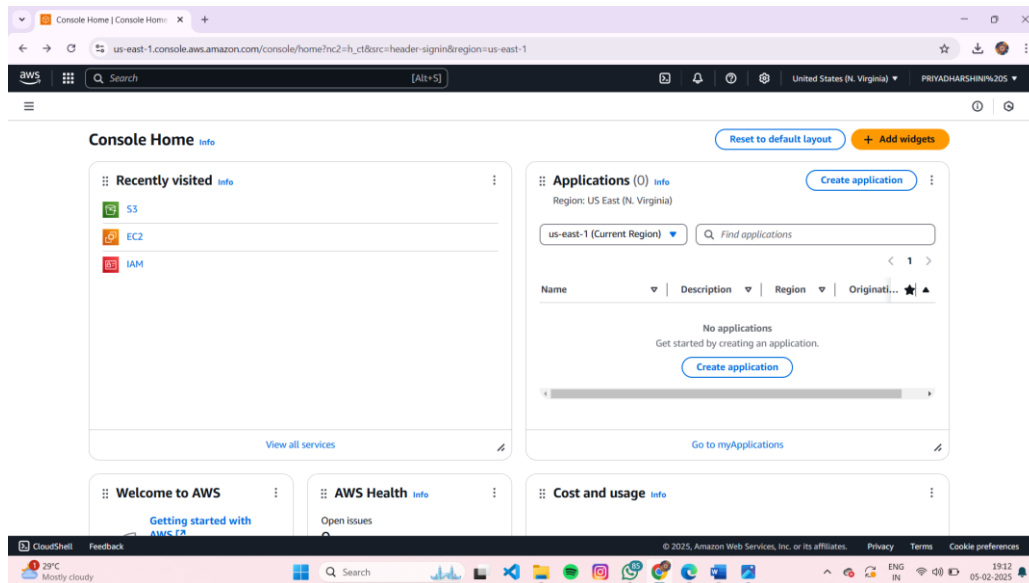 Console Home | Console Home
us-east-1.console.aws.amazon.com/console/home?nc2=h_ct&src=header-signin&region=us-east-1
aws
Search
[Alt+S]
United States (N. Virginia)
PRIYADHARSHINI%20S
Console Home Info
Reset to default layout
+ Add widgets
Recently visited Info
S3
EC2
IAM
View all services
Applications (0) Info
Create application
Region: US East (N. Virginia)
us-east-1 (Current Region)
Find applications
1
Name
Description
Region
Originati...
No applications
Get started by creating an application.
Create application
Go to myApplications
Welcome to AWS
Getting started with
AWS
AWS Health Info
Open issues
Cost and usage Info
CloudShell
Feedback
© 2025, Amazon Web Services, Inc. or its affiliates.
Privacy
Terms
Cookie preferences
1
29°C
Mostly cloudy
Search
85
ENG
IN
19:12
05-02-2025